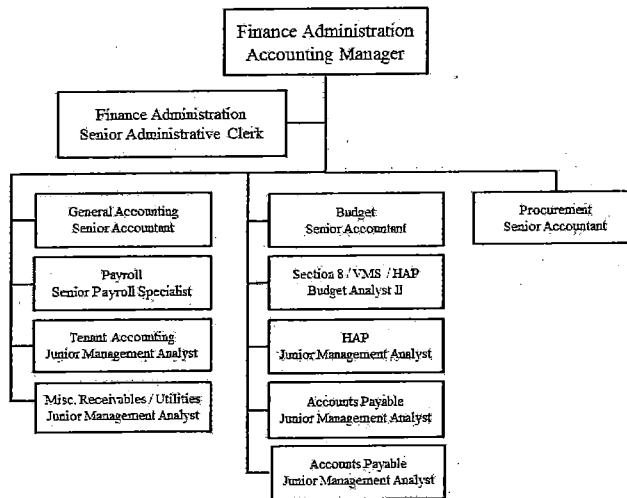 Finance Administration
Accounting Manager
Finance Administration
Senior Administrative Clerk
General Accounting
Senior Accountant
Payroll
Senior Payroll Specialist
Tenant Accounting
Junior Management Analyst
Misc. Receivables / Utilities
Junior Management Analyst
Budget
Senior Accountant
Section 8 / VMS / HAP
Budget Analyst II
HAP
Junior Management Analyst
Accounts Payable
Junior Management Analyst
Accounts Payable
Junior Management Analyst
Procurement
Senior Accountant